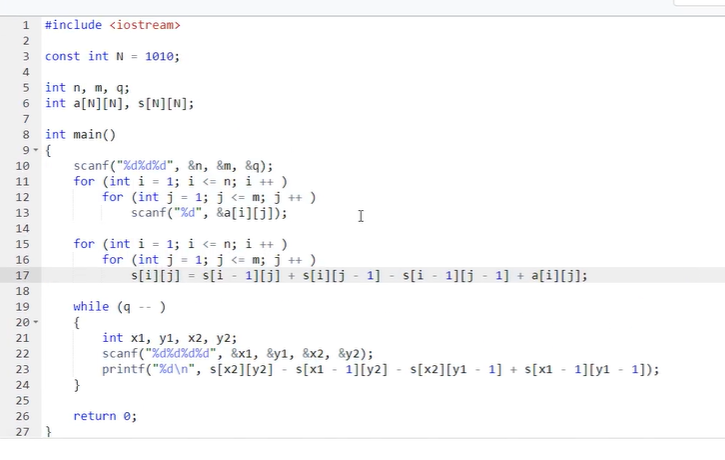 1 #include <iostream>
2
3 const int N = 1010;
4
5 int n, m, q;
6 int a[N][N], s[N][N];
7
8 int main()
9 {
10 scanf("%d%d%d", &n, &m, &q);
11 for (int i = 1; i <= n; i ++ )
12 for (int j = 1; j <= m; j ++ )
13 scanf("%d", &a[i][j]);
14
15 for (int i = 1; i <= n; i ++ )
16 for (int j = 1; j <= m; j ++ )
17 s[i][j] = s[i - 1][j] + s[i][j - 1] - s[i - 1][j - 1] + a[i][j];
18
19 while (q -- )
20 {
21 int x1, y1, x2, y2;
22 scanf("%d%d%d%d", &x1, &y1, &x2, &y2);
23 printf("%d\n", s[x2][y2] - s[x1 - 1][y2] - s[x2][y1 - 1] + s[x1 - 1][y1 - 1]);
24 }
25
26 return 0;
27 }